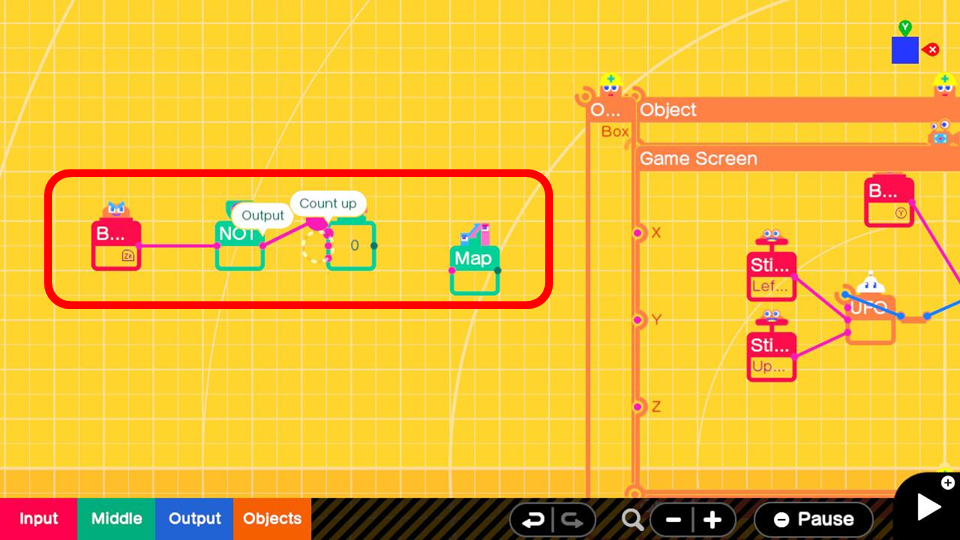 Y
X
O...
Object
Box
Game Screen
B...
Y
Count up
Output
B...
NOT
0
X
ZR
Map
Sti...
Lef...
UFO
Y
Sti...
Up...
Z
Input
Middle
Output
Objects
Pause